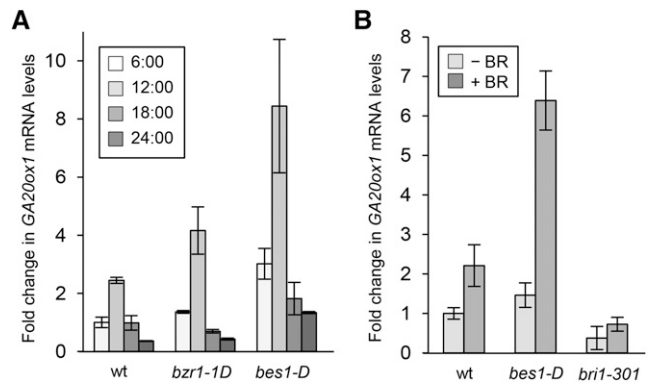 A
Fold change in GA20ox1 mRNA levels
10
8
6
4
2
0
6:00
12:00
18:00
24:00
wt
bzr1-1D
bes1-D
B
Fold change in GA20ox1 mRNA levels
8
7
6
5
4
3
2
1
0
– BR
+ BR
wt
bes1-D
bri1-301